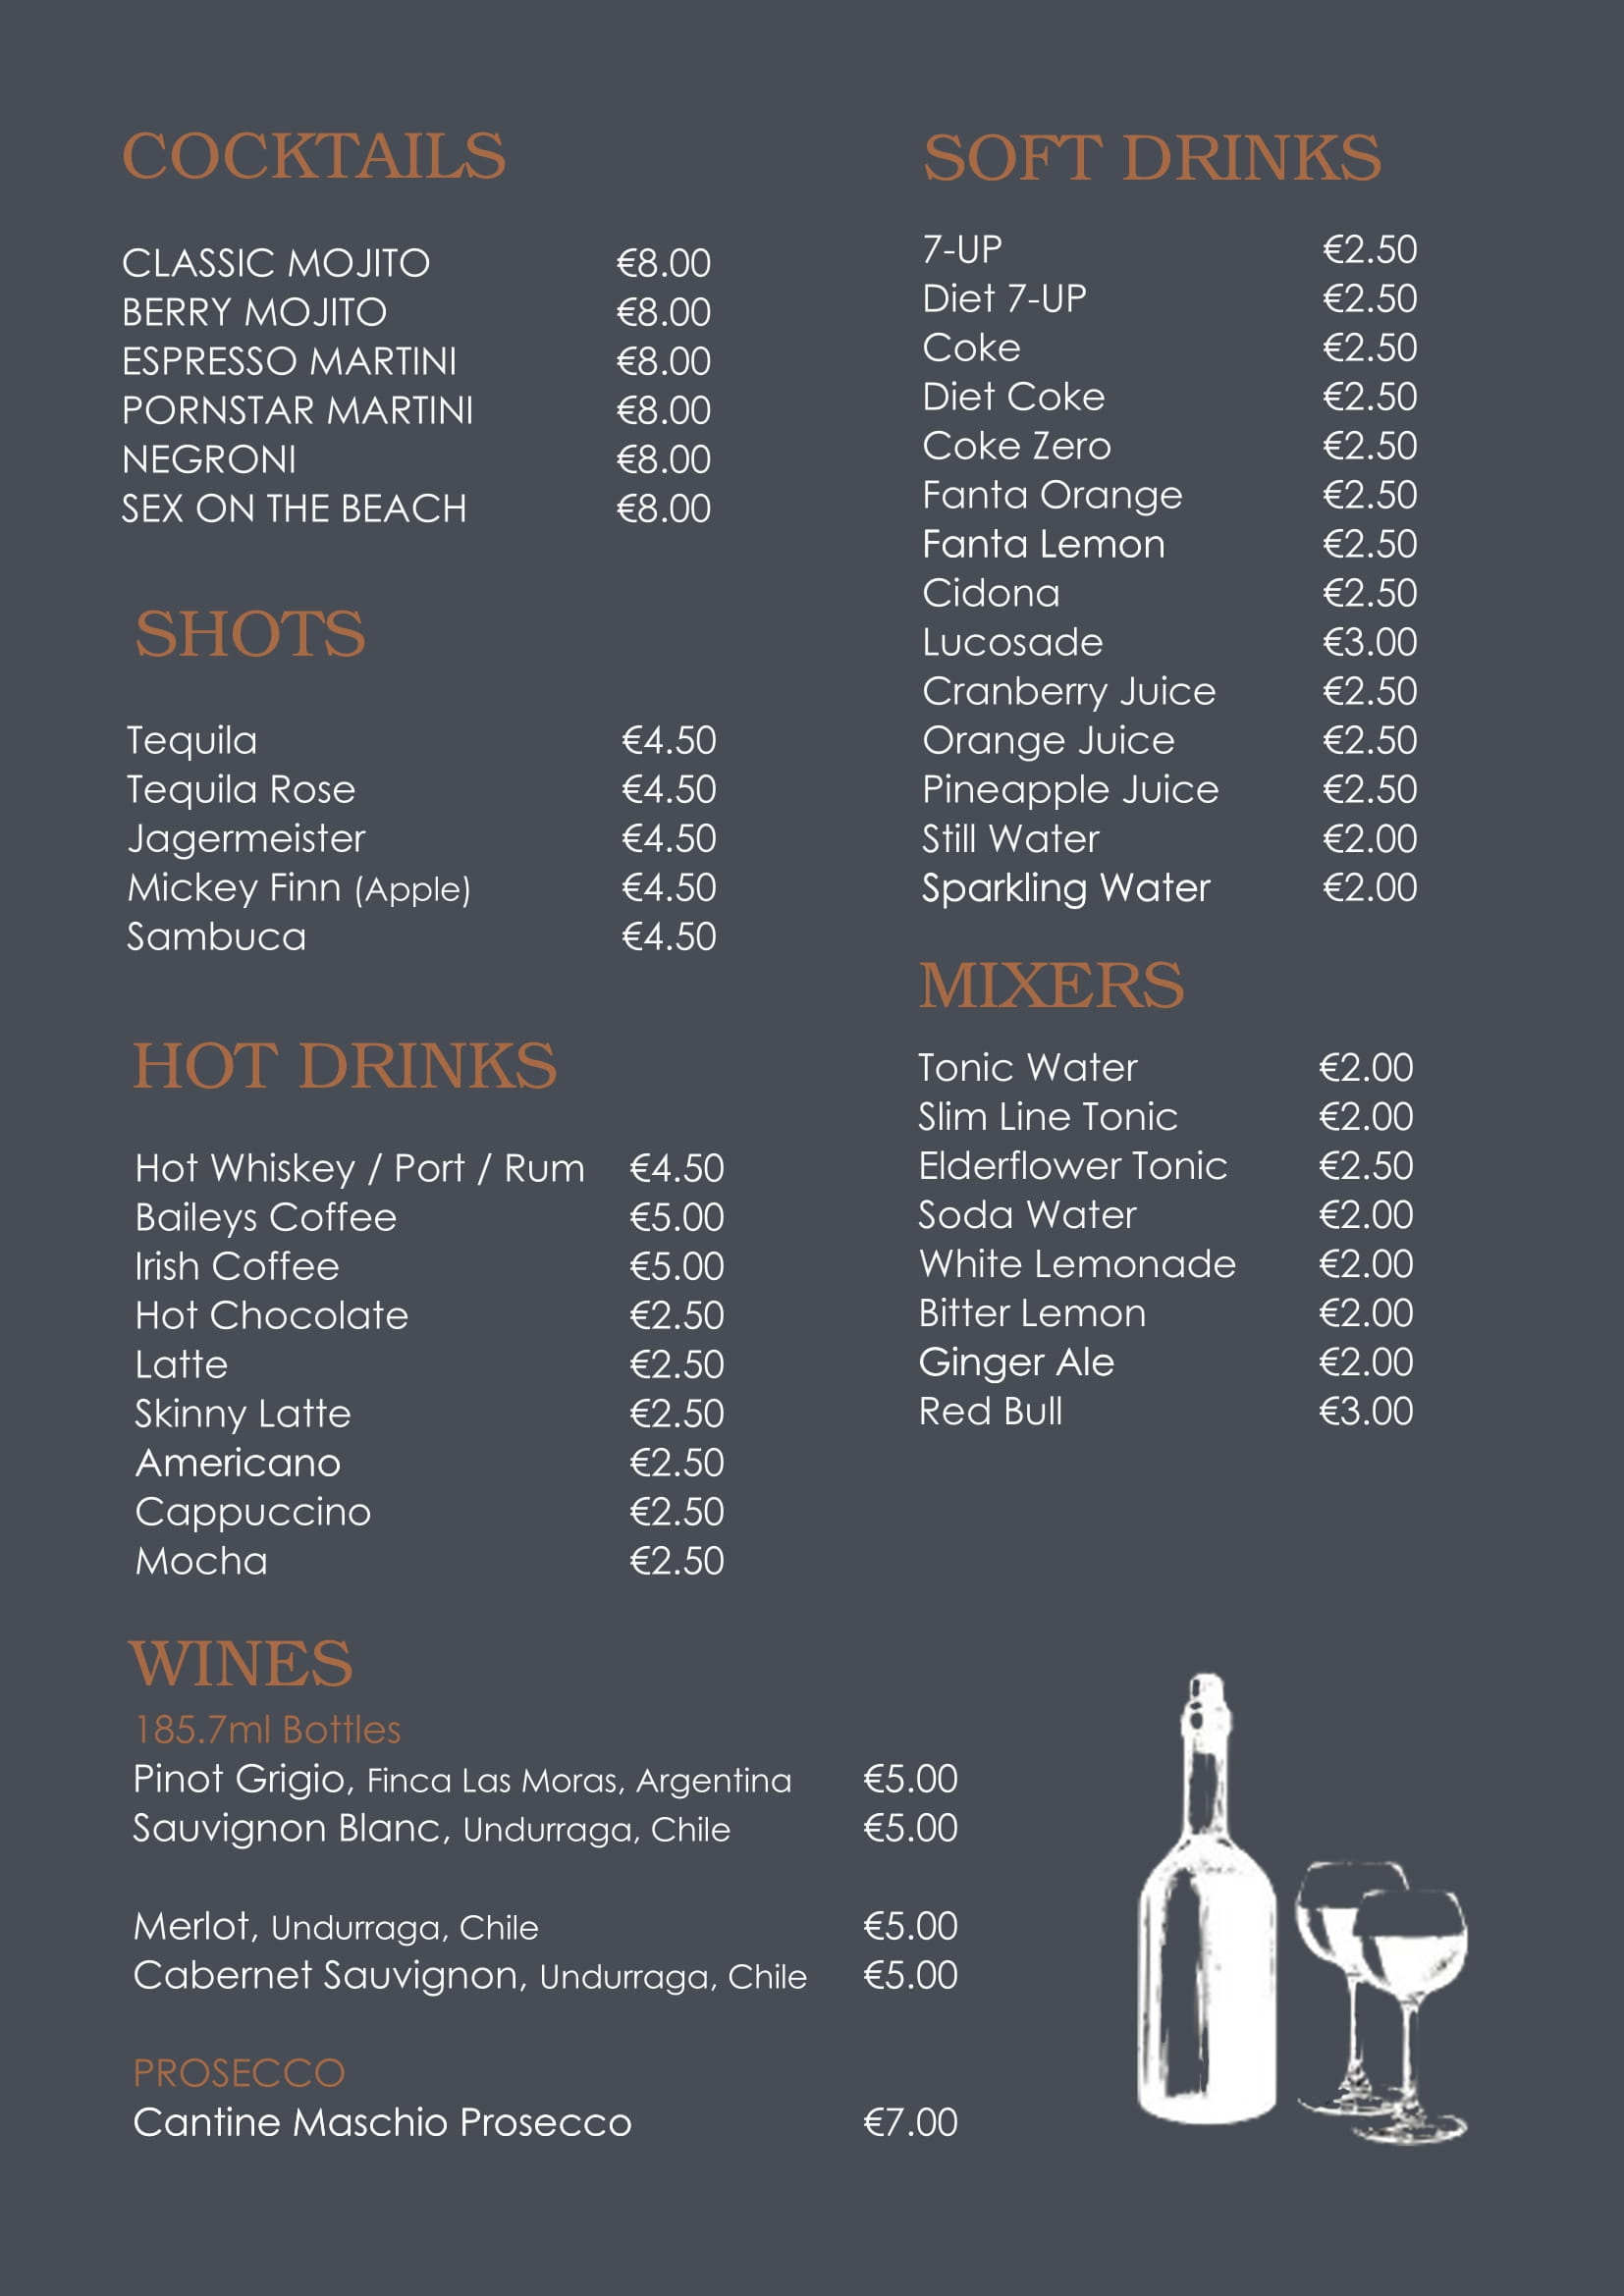 COCKTAILS
CLASSIC MOJITO €8.00
BERRY MOJITO €8.00
ESPRESSO MARTINI €8.00
PORNSTAR MARTINI €8.00
NEGRONI €8.00
SEX ON THE BEACH €8.00
SHOTS
Tequila €4.50
Tequila Rose €4.50
Jagermeister €4.50
Mickey Finn (Apple) €4.50
Sambuca €4.50
HOT DRINKS
Hot Whiskey / Port / Rum €4.50
Baileys Coffee €5.00
Irish Coffee €5.00
Hot Chocolate €2.50
Latte €2.50
Skinny Latte €2.50
Americano €2.50
Cappuccino €2.50
Mocha €2.50
SOFT DRINKS
7-UP €2.50
Diet 7-UP €2.50
Coke €2.50
Diet Coke €2.50
Coke Zero €2.50
Fanta Orange €2.50
Fanta Lemon €2.50
Cidona €2.50
Lucosade €3.00
Cranberry Juice €2.50
Orange Juice €2.50
Pineapple Juice €2.50
Still Water €2.00
Sparkling Water €2.00
MIXERS
Tonic Water €2.00
Slim Line Tonic €2.00
Elderflower Tonic €2.50
Soda Water €2.00
White Lemonade €2.00
Bitter Lemon €2.00
Ginger Ale €2.00
Red Bull €3.00
WINES
185.7ml Bottles
Pinot Grigio, Finca Las Moras, Argentina €5.00
Sauvignon Blanc, Undurraga, Chile €5.00
Merlot, Undurraga, Chile €5.00
Cabernet Sauvignon, Undurraga, Chile €5.00
PROSECCO
Cantine Maschio Prosecco €7.00